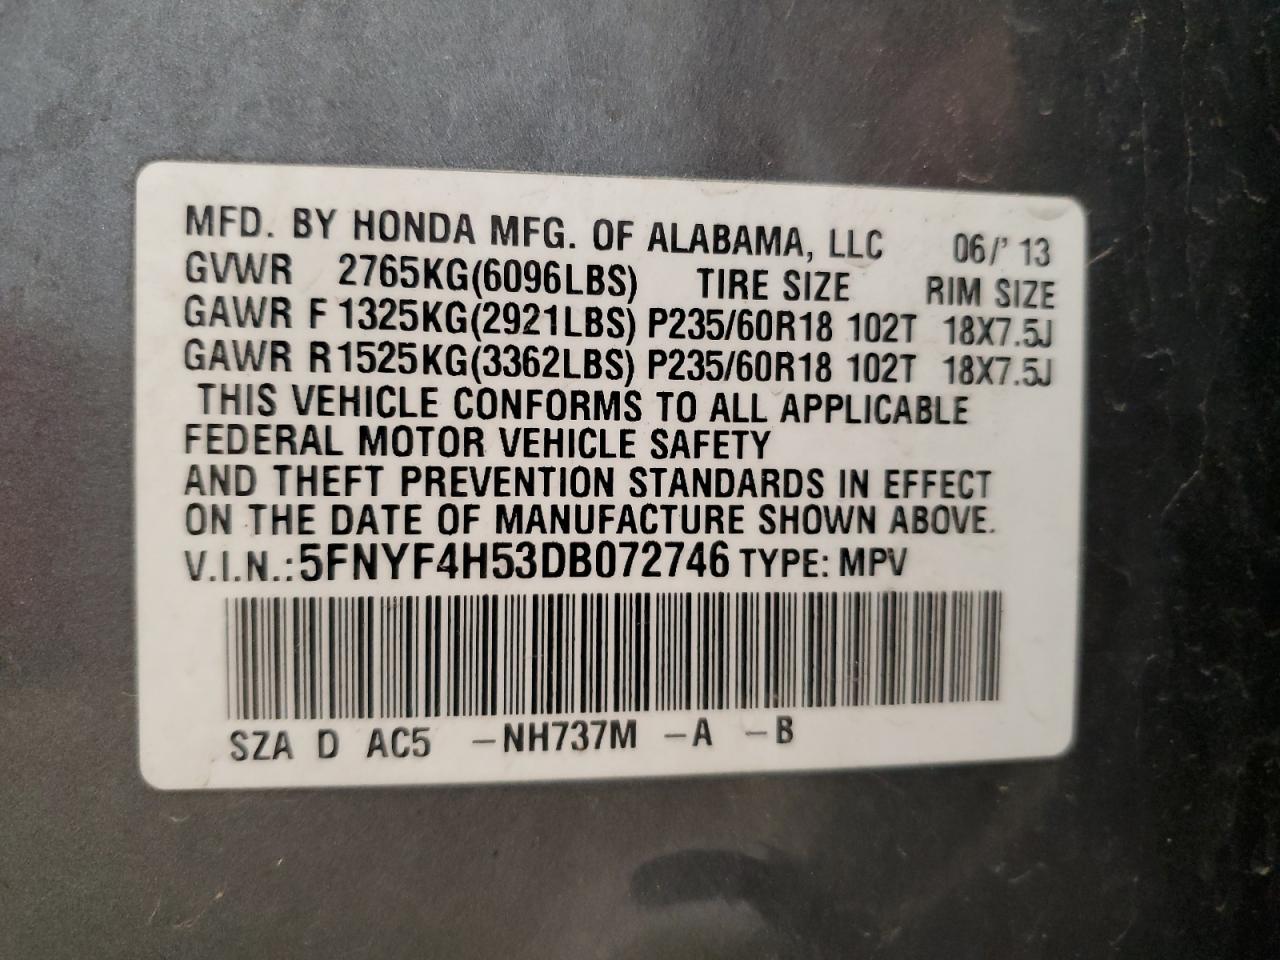 MFD. BY HONDA MFG. OF ALABAMA, LLC 06/' 13
GVWR 2765KG(6096LBS) TIRE SIZE RIM SIZE
GAWR F 1325KG(2921LBS) P235/60R18 102T 18X7.5J
GAWR R 1525KG(3362LBS) P235/60R18 102T 18X7.5J
THIS VEHICLE CONFORMS TO ALL APPLICABLE
FEDERAL MOTOR VEHICLE SAFETY
AND THEFT PREVENTION STANDARDS IN EFFECT
ON THE DATE OF MANUFACTURE SHOWN ABOVE.
V.I.N.: 5FNYF4H53DB072746 TYPE: MPV
SZA D AC5 -NH737M -A -B